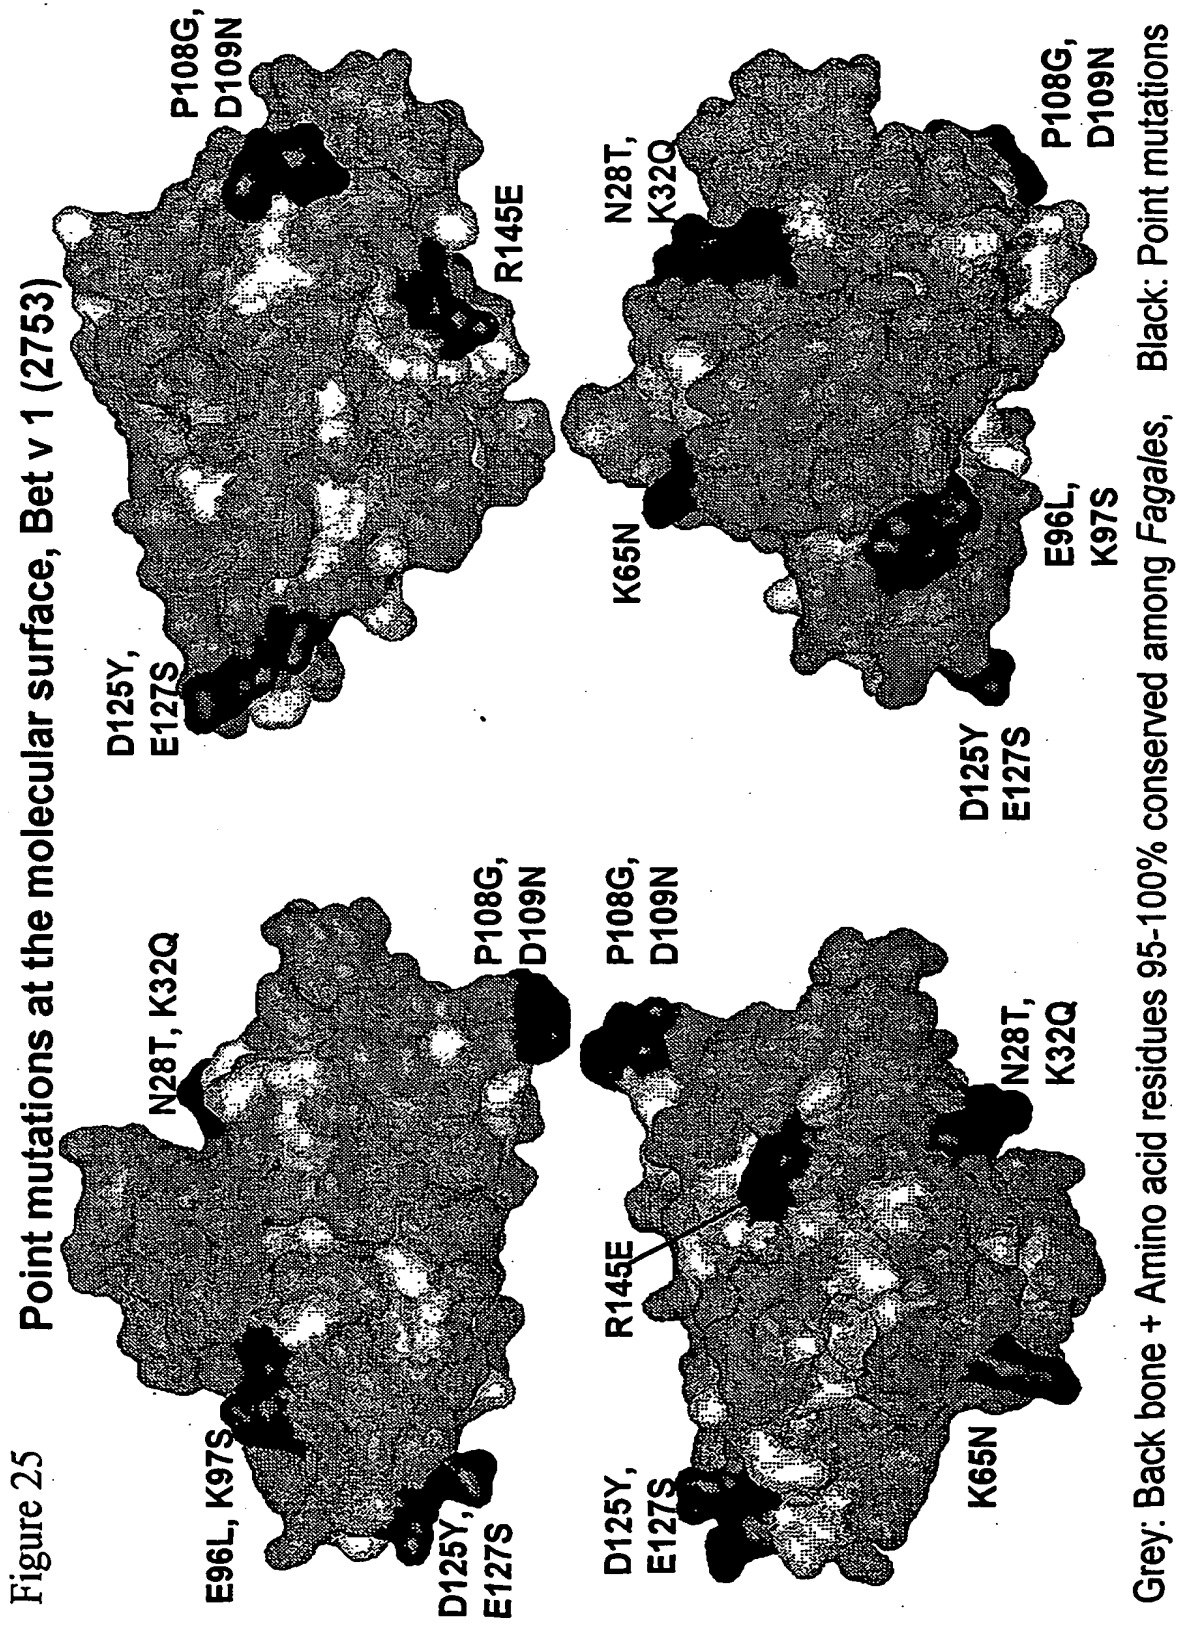 Figure 25
Point mutations at the molecular surface, Bet v 1 (2753)
N28T, K32Q
E96L, K97S
D125Y,
E127S
P108G,
D109N
D125Y,
E127S
P108G,
D109N
R145E
D125Y,
E127S
R145E
P108G,
D109N
K65N
N28T,
K32Q
K65N
N28T,
K32Q
D125Y
E127S
E96L,
K97S
P108G,
D109N
Grey: Back bone + Amino acid residues 95-100% conserved among Fagales, Black: Point mutations